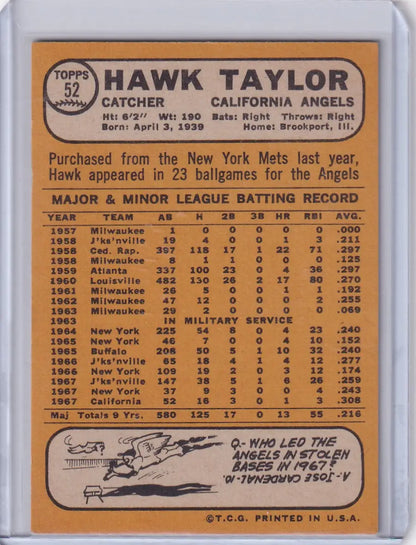 TOPPS
52
HAWK TAYLOR
CATCHER CALIFORNIA ANGELS
Ht: 6'2" Wt: 190 Bats: Right Throws: Right
Born: April 3, 1939 Home: Brookport, Ill.
Purchased from the New York Mets last year,
Hawk appeared in 23 ballgames for the Angels
MAJOR & MINOR LEAGUE BATTING RECORD
YEAR TEAM AB H 2B 3B HR RBI AVG.
1957 Milwaukee 1 0 0 0 0 0 .000
1958 J'ks'nville 19 4 0 0 1 3 .211
1958 Ced. Rap. 397 118 17 1 22 71 .297
1958 Milwaukee 8 1 1 0 0 0 .125
1959 Atlanta 337 100 23 0 4 36 .297
1960 Louisville 482 130 26 2 17 80 .270
1961 Milwaukee 26 5 0 0 1 1 .192
1962 Milwaukee 47 12 0 0 0 2 .255
1963 Milwaukee 29 2 0 0 0 0 .069
1963 IN MILITARY SERVICE
1964 New York 225 54 8 0 4 23 .240
1965 New York 46 7 0 0 4 10 .152
1965 Buffalo 208 50 5 1 10 32 .240
1966 J'ks'nville 65 18 4 1 4 12 .277
1966 New York 109 19 2 0 3 12 .174
1967 J'ks'nville 147 38 5 1 6 26 .259
1967 New York 37 9 3 0 0 4 .243
1967 California 52 16 3 0 1 3 .308
Maj Totals 9 Yrs. 580 125 17 0 13 55 .216
Q- WHO LED THE
ANGELS IN STOLEN
BASES IN 1967?
A- JOSE CARDENAL-10.
©T.C.G. PRINTED IN U.S.A.